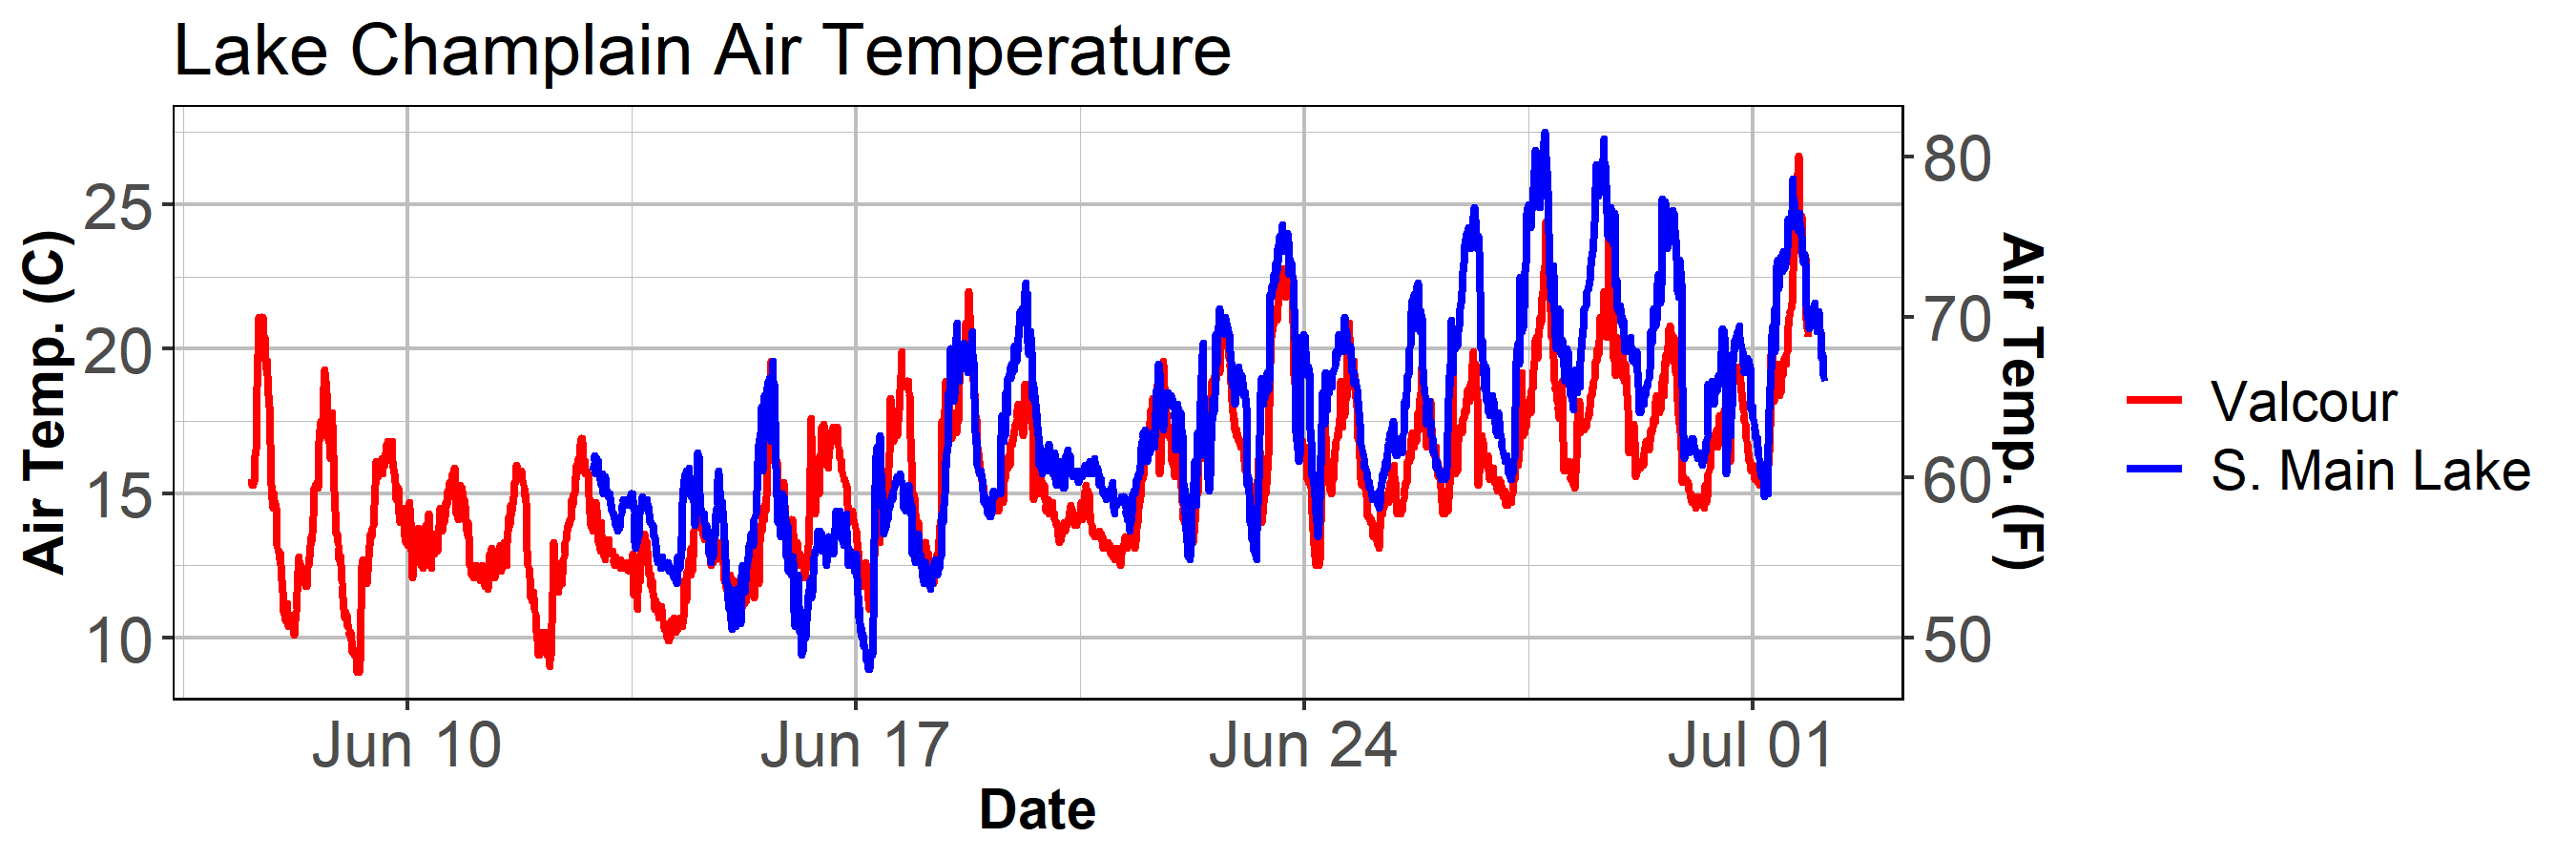 Lake Champlain Air Temperature
Air Temp. (C)
25
20
15
10
80
70
60
50
Air Temp. (F)
Jun 10
Jun 17
Jun 24
Jul 01
Date
Valcour
S. Main Lake